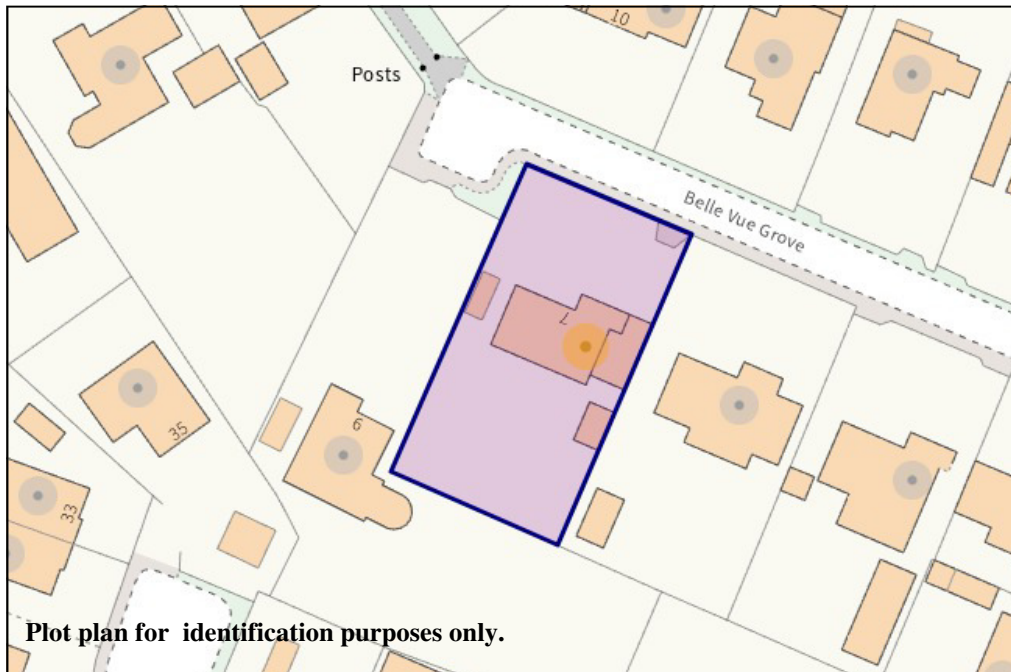 10
Posts
Belle Vue Grove
7
6
35
33
Plot plan for identification purposes only.